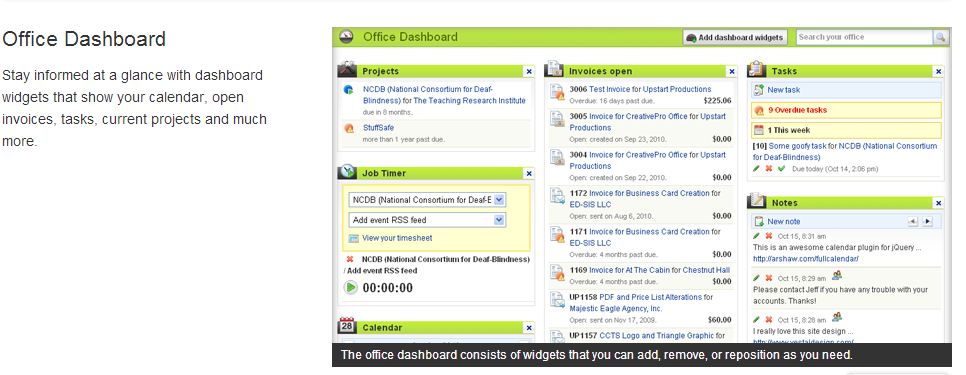 Office Dashboard
Stay informed at a glance with dashboard
widgets that show your calendar, open
invoices, tasks, current projects and much
more.
Office Dashboard
Add dashboard widgets
Search your office
Projects
NCDB (National Consortium for Deaf-
Blindness) for The Teaching Research Institute
due in 8 months.
StuffSafe
more than 1 year past due.
Job Timer
NCDB (National Consortium for Deaf-E
Add event RSS feed
View your timesheet
NCDB (National Consortium for Deaf-Blindness)
/ Add event RSS feed
00:00:00
28
Calendar
Invoices open
3006 Test Invoice for Upstart Productions
Overdue: 16 days past due.
$225.06
3005 Invoice for CreativePro Office for Upstart
Productions
Open: created on Sep 23, 2010.
$0.00
3004 Invoice for CreativePro Office for Upstart
Productions
Open: created on Sep 22, 2010.
$0.00
1172 Invoice for Business Card Creation for
ED-SIS LLC
Open: sent on Aug 6, 2010.
$0.00
1171 Invoice for Business Card Creation for
ED-SIS LLC
Overdue: 4 months past due.
$0.00
1169 Invoice for At The Cabin for Chestnut Hall
Overdue: 4 months past due.
$0.00
UP1158 PDF and Price List Alterations for
Majestic Eagle Agency, Inc.
Open: sent on Nov 17, 2009.
$60.00
UP1157 CCTS Logo and Triangle Graphic for
Tasks
New task
9 Overdue tasks
1 This week
[10] Some goofy task for NCDB (National Consortium
for Deaf-Blindness)
Due today (Oct 14, 2:06 pm)
Notes
New note
Oct 15, 8:31 am
This is an awesome calendar plugin for jQuery ...
http://arshaw.com/fullcalendar/
Oct 15, 8:29 am
Please contact Jeff if you have any trouble with your
accounts. Thanks!
Oct 15, 8:28 am
I really love this site design ...
The office dashboard consists of widgets that you can add, remove, or reposition as you need.